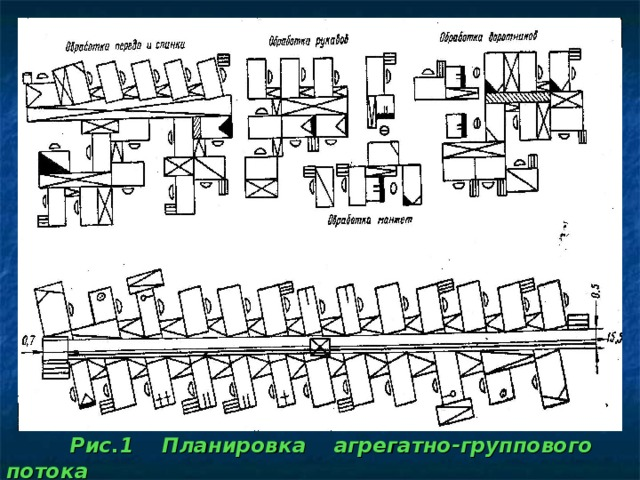 Обработка переда и спинки
Обработка рукавов
Обработка воротников
Обработка манжет
0,7
0,5
15,5
Рис.1 Планировка агрегатно-группового
потока